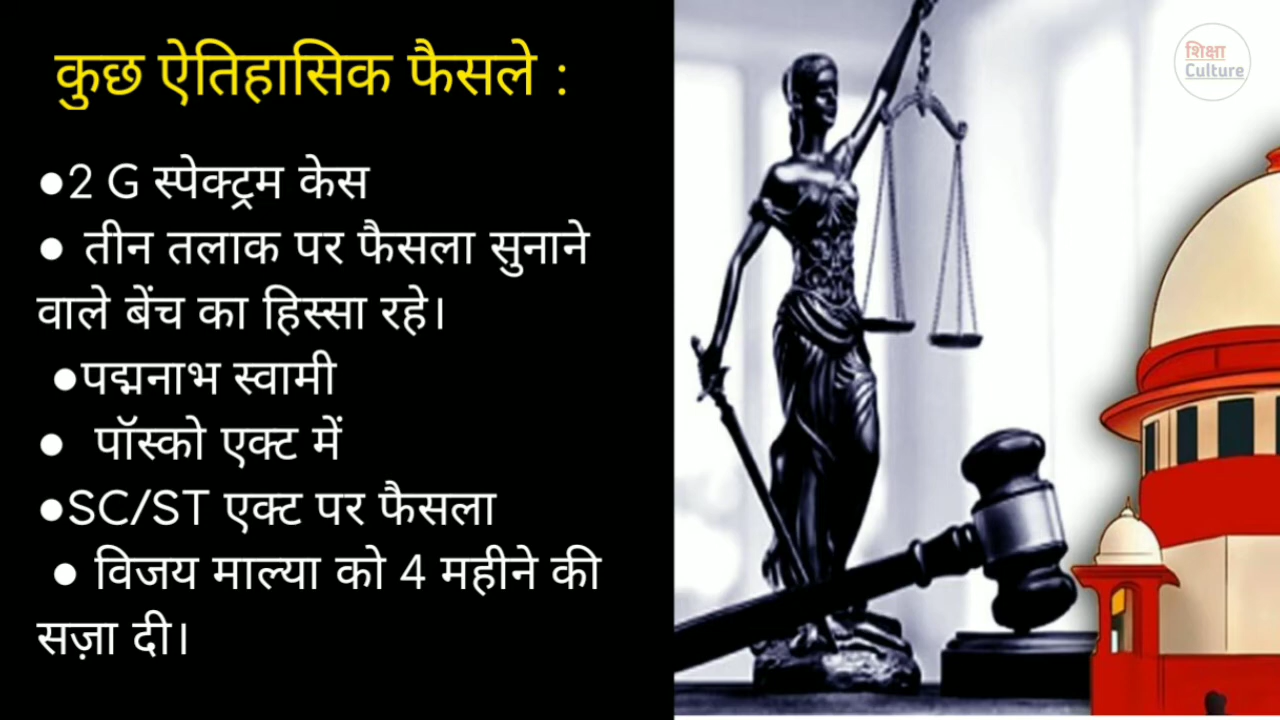 कुछ ऐतिहासिक फैसले :
शिक्षा
Culture
●2 G स्पेक्ट्रम केस
● तीन तलाक पर फैसला सुनाने
वाले बेंच का हिस्सा रहे।
●पद्मनाभ स्वामी
● पॉस्को एक्ट में
●SC/ST एक्ट पर फैसला
● विजय माल्या को 4 महीने की
सज़ा दी।